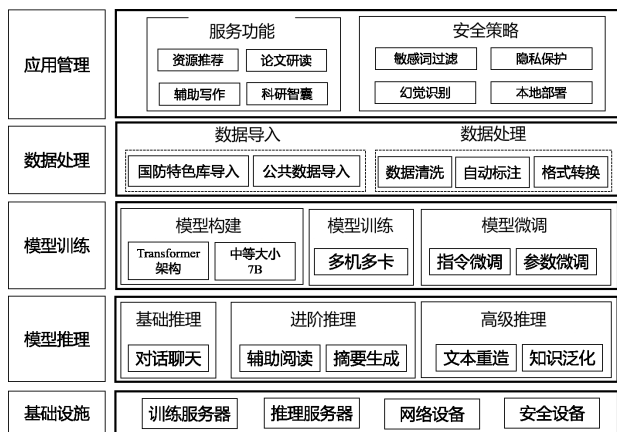 应用管理
服务功能
安全策略
资源推荐
论文研读
辅助写作
科研智囊
敏感词过滤
隐私保护
幻觉识别
本地部署
数据处理
数据导入
数据处理
国防特色库导入
公共数据导入
数据清洗
自动标注
格式转换
模型训练
模型构建
模型训练
模型微调
Transformer
架构
中等大小
7B
多机多卡
指令微调
参数微调
模型推理
基础推理
进阶推理
高级推理
对话聊天
辅助阅读
摘要生成
文本重造
知识泛化
基础设施
训练服务器
推理服务器
网络设备
安全设备